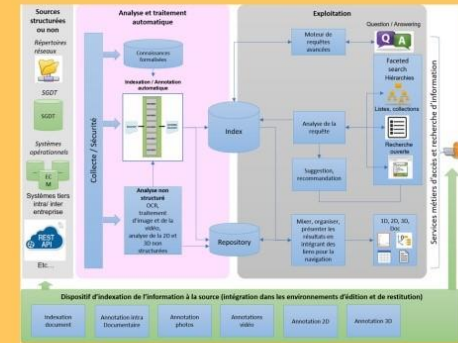 Sources
structurées
ou non
Répertoires
réseaux
SGDT
SGDT
Systèmes
opérationnels
EC
M
Systèmes tiers
intra/ inter
entreprise
REST
API
Etc...
Collecte / Sécurité
Analyse et traitement
automatique
Connaissances
formalisées
Indexation / Annotation
automatique
Analyse non
structuré
OCR,
traitement
d'image et de la
vidéo,
analyse de la 2D et
3D non
structurées
Index
Repository
Exploitation
Moteur de
requêtes
avancées
Question / Answering
Q A
Analyse de la
requête
Suggestion,
recommandation
Faceted
search
Hiérarchies
Listes, collections
Recherche
ouverte
Mixer, organiser,
présenter les
résultats en
intégrant des
liens pour la
navigation
1D, 2D, 3D,
Doc
Services métiers d'accès et recherche d'information
Dispositif d'indexation de l'information à la source (intégration dans les environnements d'édition et de restitution)
Indexation
document
Annotation intra
Documentaire
Annotation
photos
Annotations
vidéo
Annotation 2D
Annotation 3D